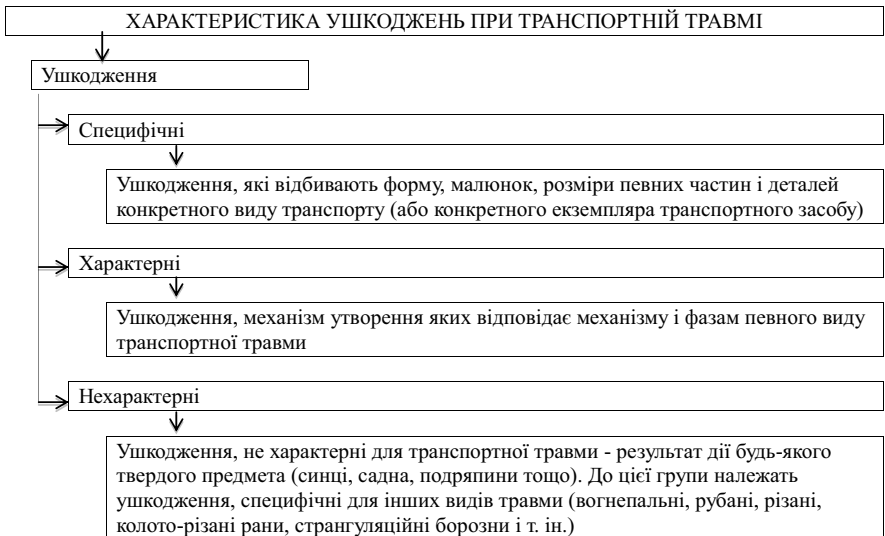 ХАРАКТЕРИСТИКА УШКОДЖЕНЬ ПРИ ТРАНСПОРТНІЙ ТРАВМІ
Ушкодження
Специфічні
Ушкодження, які відбивають форму, малюнок, розміри певних частин і деталей
конкретного виду транспорту (або конкретного екземпляра транспортного засобу)
Характерні
Ушкодження, механізм утворення яких відповідає механізму і фазам певного виду
транспортної травми
Нехарактерні
Ушкодження, не характерні для транспортної травми - результат дії будь-якого
твердого предмета (синці, садна, подряпини тощо). До цієї групи належать
ушкодження, специфічні для інших видів травми (вогнепальні, рубані, різані,
колото-різані рани, странгуляційні борозни і т. ін.)